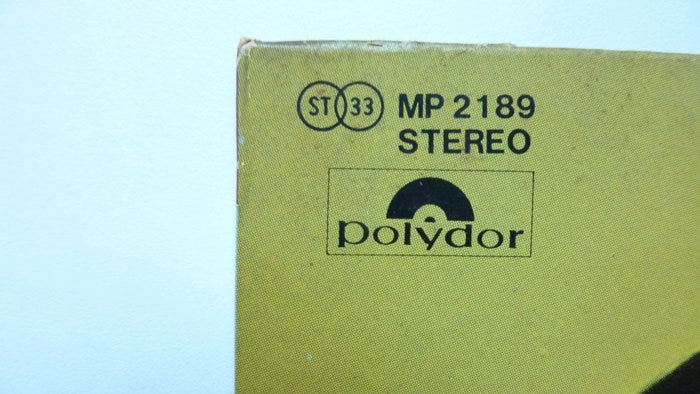 ST 33 MP 2189
STEREO
polydor